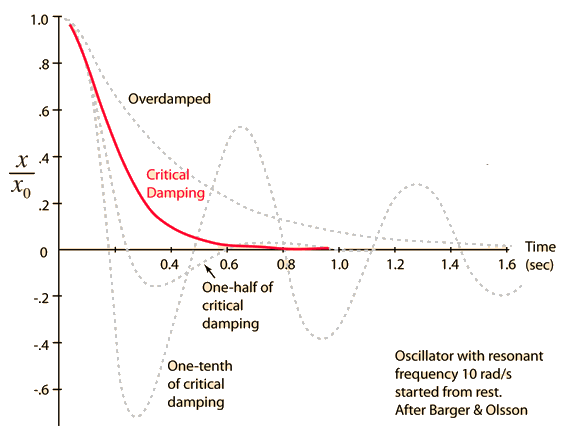 1.0
.8
.6
.4
.2
0
-.2
-.4
-.6
x
x0
Overdamped
Critical
Damping
0.4
0.6
0.8
1.0
1.2
1.4
1.6
Time
(sec)
One-half of
critical
damping
One-tenth
of critical
damping
Oscillator with resonant
frequency 10 rad/s
started from rest.
After Barger & Olsson